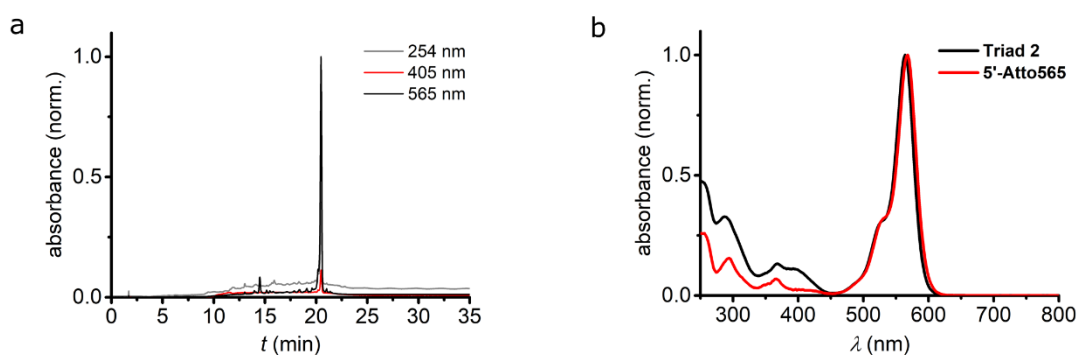 a
absorbance (norm.)
1.0
0.5
0.0
0 5 10 15 20 25 30 35
t (min)
254 nm
405 nm
565 nm
b
absorbance (norm.)
1.0
0.5
0.0
300 400 500 600 700 800
λ (nm)
Triad 2
5'-Atto565